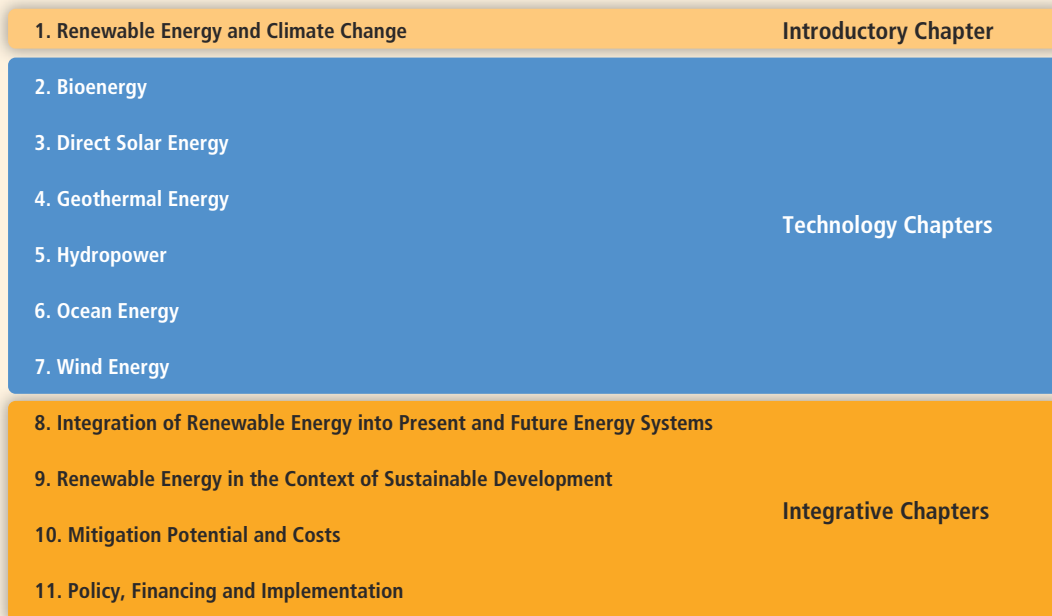 1. Renewable Energy and Climate Change
Introductory Chapter
2. Bioenergy
3. Direct Solar Energy
4. Geothermal Energy
5. Hydropower
6. Ocean Energy
7. Wind Energy
Technology Chapters
8. Integration of Renewable Energy into Present and Future Energy Systems
9. Renewable Energy in the Context of Sustainable Development
10. Mitigation Potential and Costs
11. Policy, Financing and Implementation
Integrative Chapters